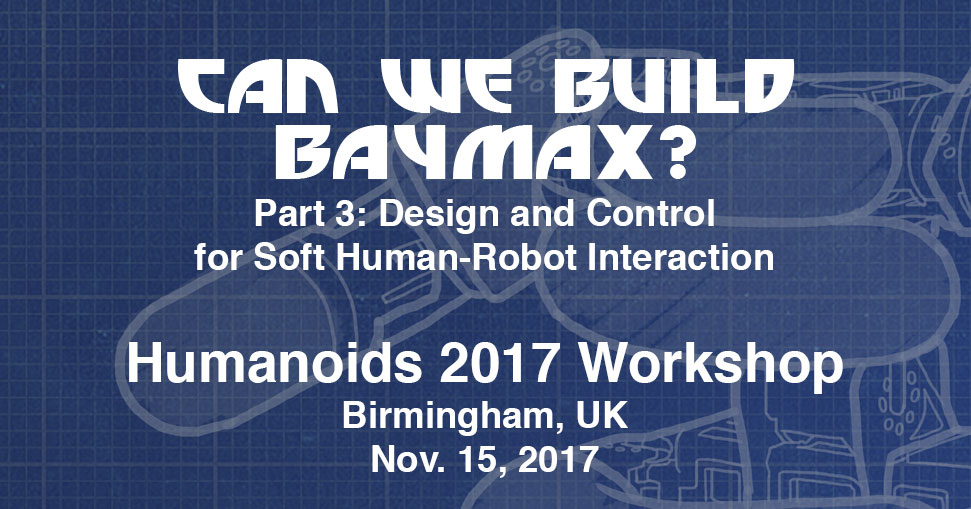 CAN WE BUILD
BAYMAX?
Part 3: Design and Control
for Soft Human-Robot Interaction
Humanoids 2017 Workshop
Birmingham, UK
Nov. 15, 2017